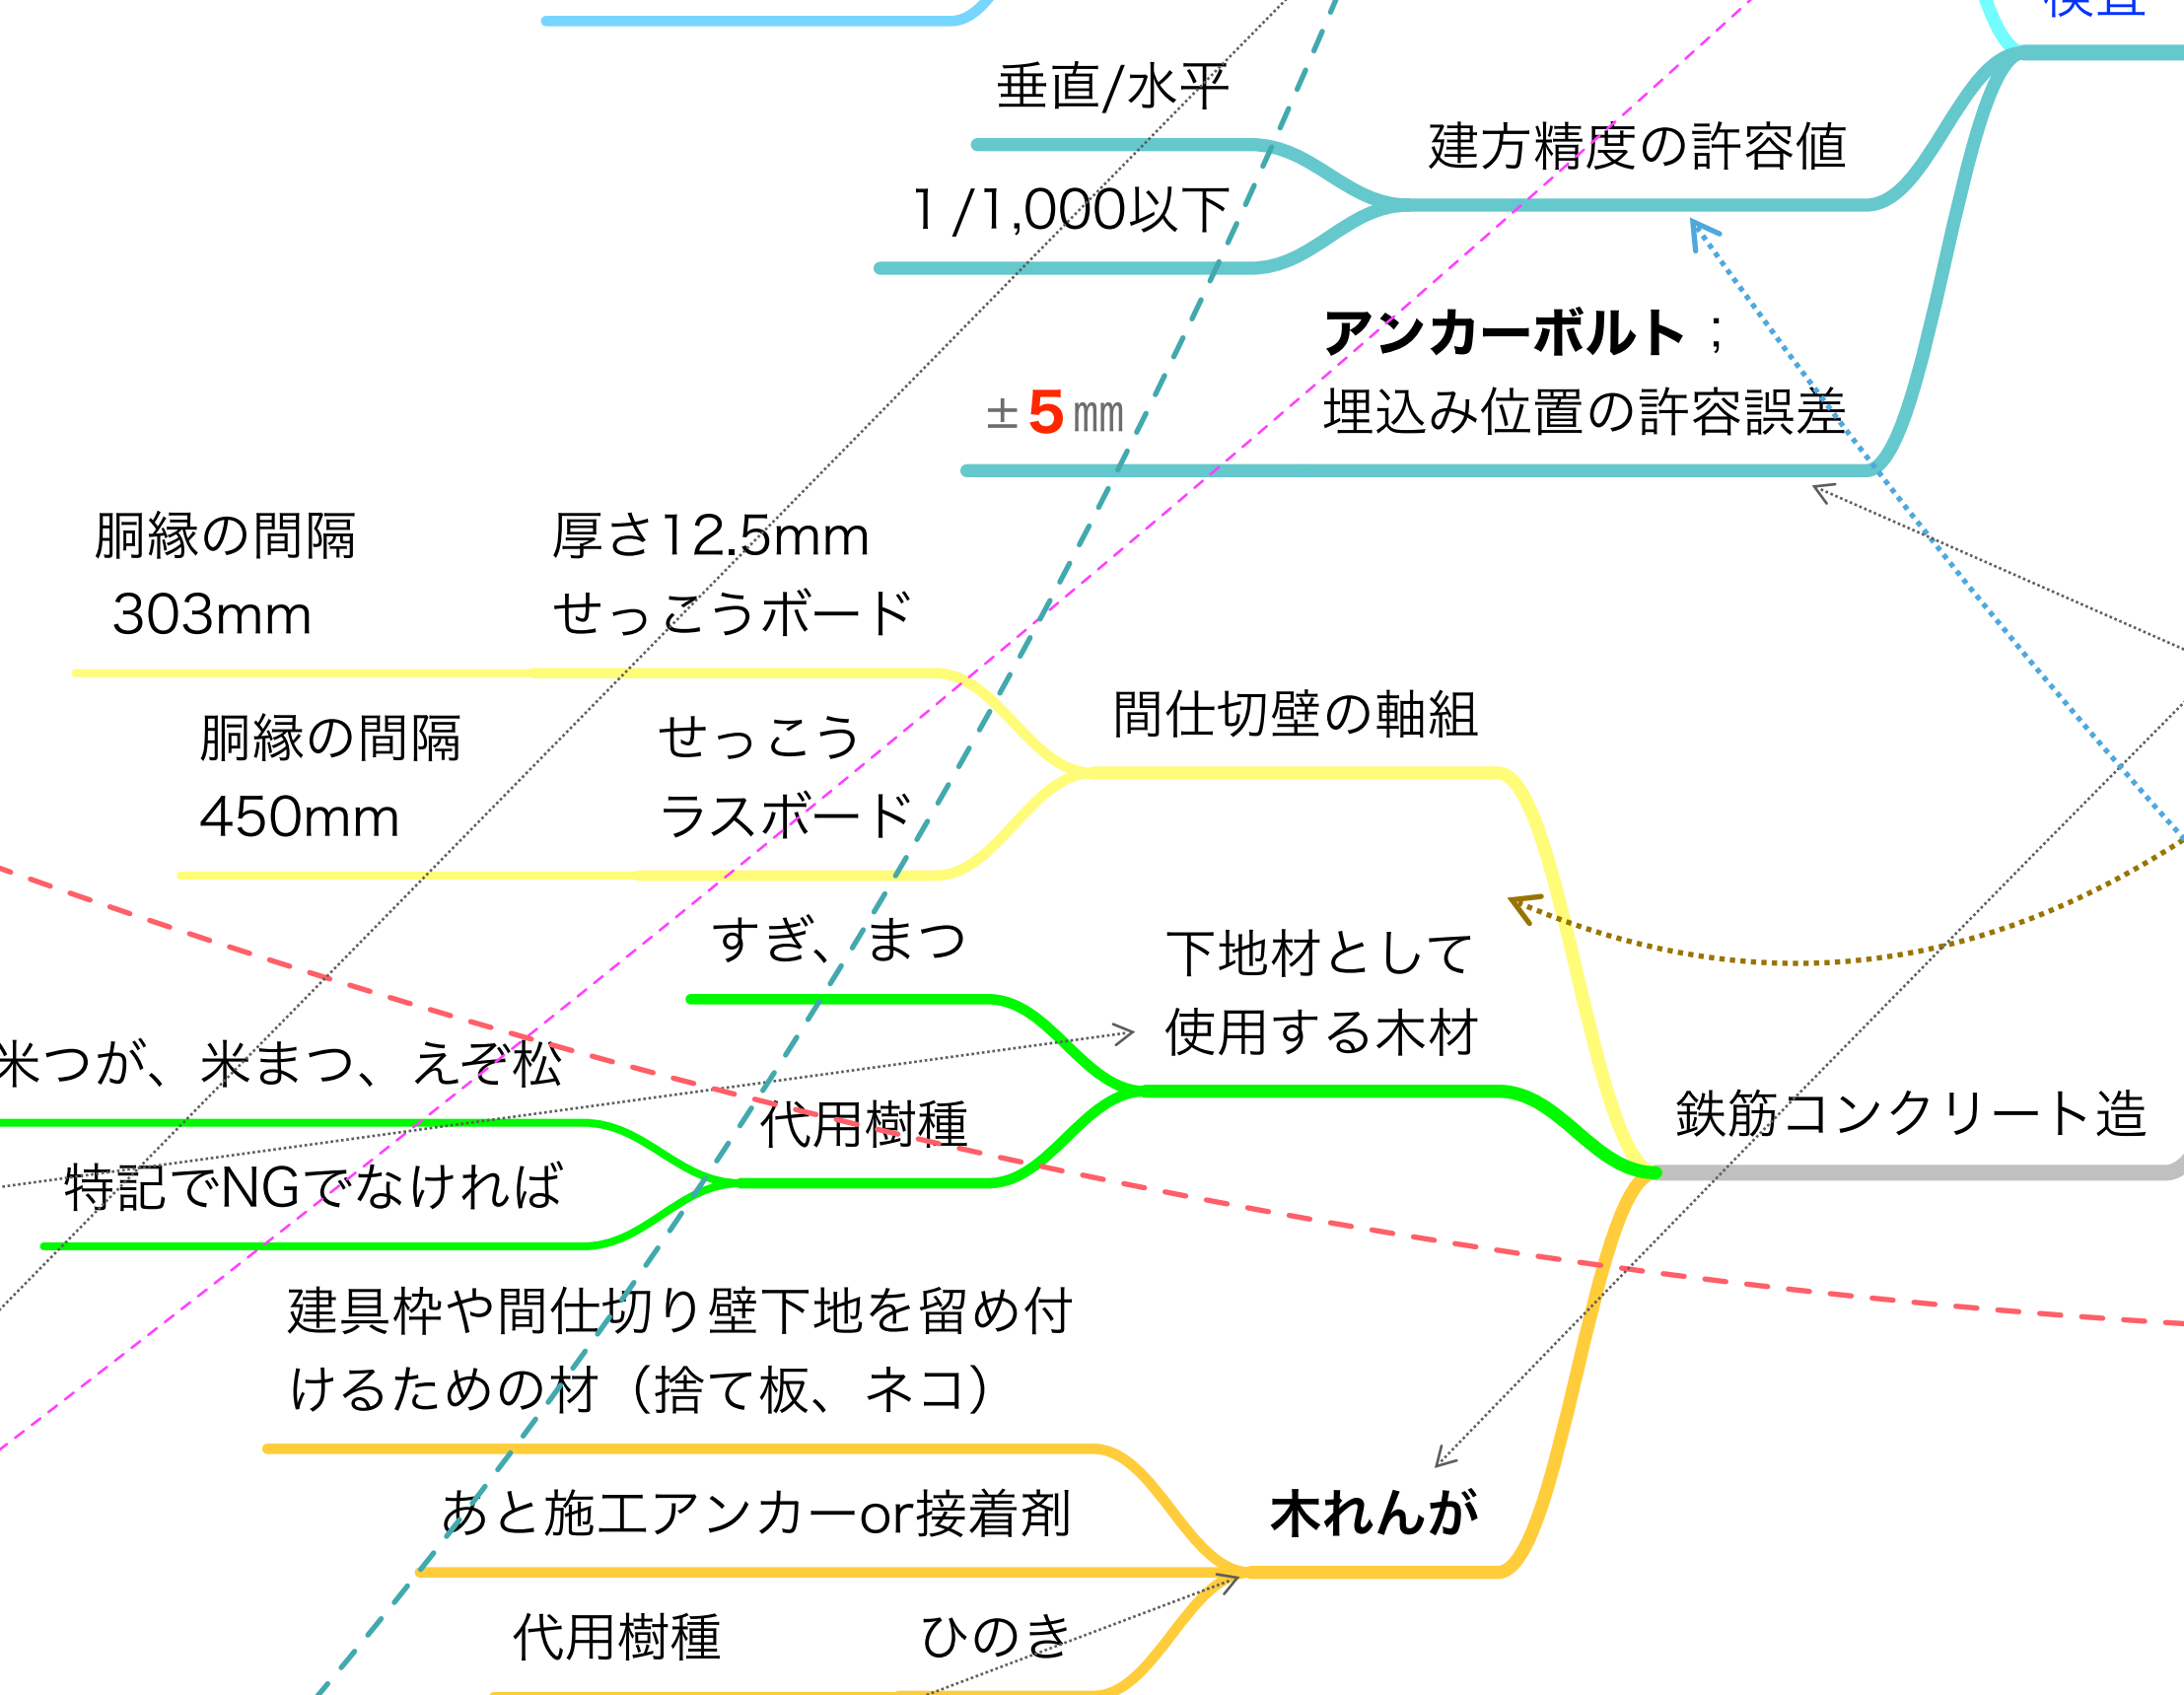 垂直/水平
建方精度の許容値
1/1,000以下
アンカーボルト；
±5㎜
埋込み位置の許容誤差
胴縁の間隔
303mm
厚さ12.5mm
せっこうボード
間仕切壁の軸組
胴縁の間隔
450mm
せっこう
ラスボード
すぎ、まつ
下地材として
使用する木材
米つが、米まつ、えぞ松
代用樹種
特記でNGでなければ
鉄筋コンクリート造
建具枠や間仕切り壁下地を留め付
けるための材（捨て板、ネコ）
あと施工アンカーor接着剤
木れんが
代用樹種
ひのき